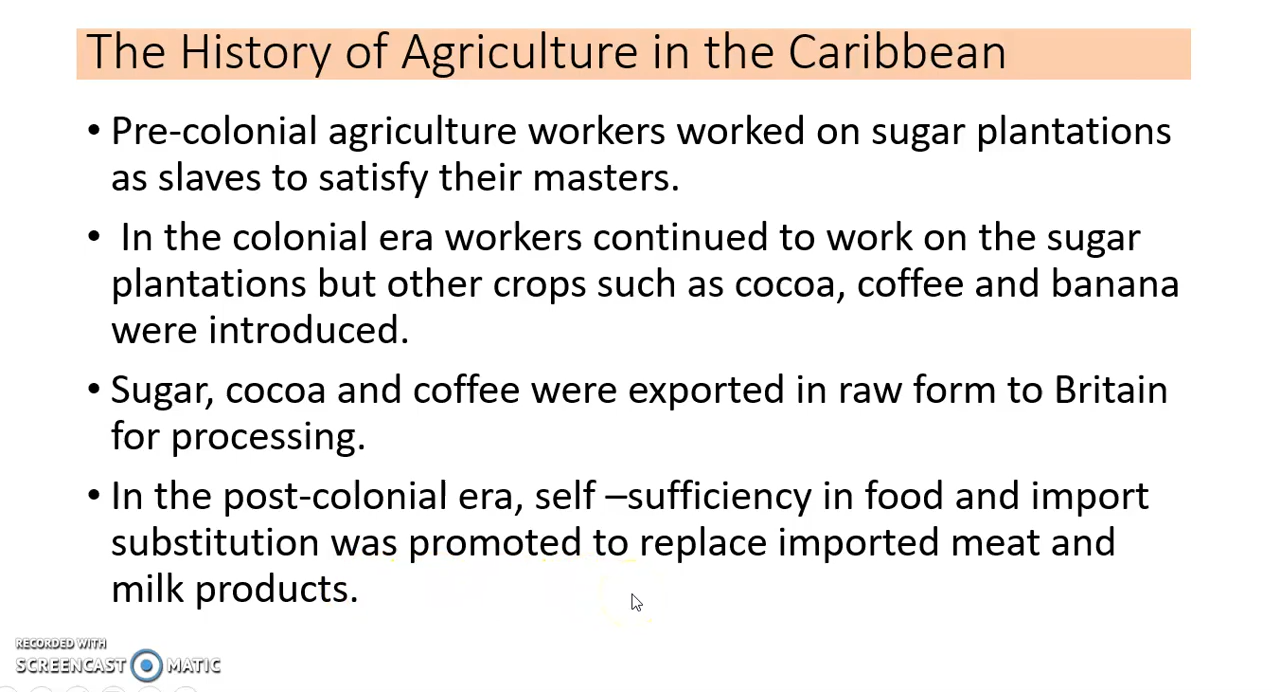 The History of Agriculture in the Caribbean
• Pre-colonial agriculture workers worked on sugar plantations
as slaves to satisfy their masters.
• In the colonial era workers continued to work on the sugar
plantations but other crops such as cocoa, coffee and banana
were introduced.
• Sugar, cocoa and coffee were exported in raw form to Britain
for processing.
• In the post-colonial era, self –sufficiency in food and import
substitution was promoted to replace imported meat and
milk products.
RECORDED WITH
SCREENCAST MATIC